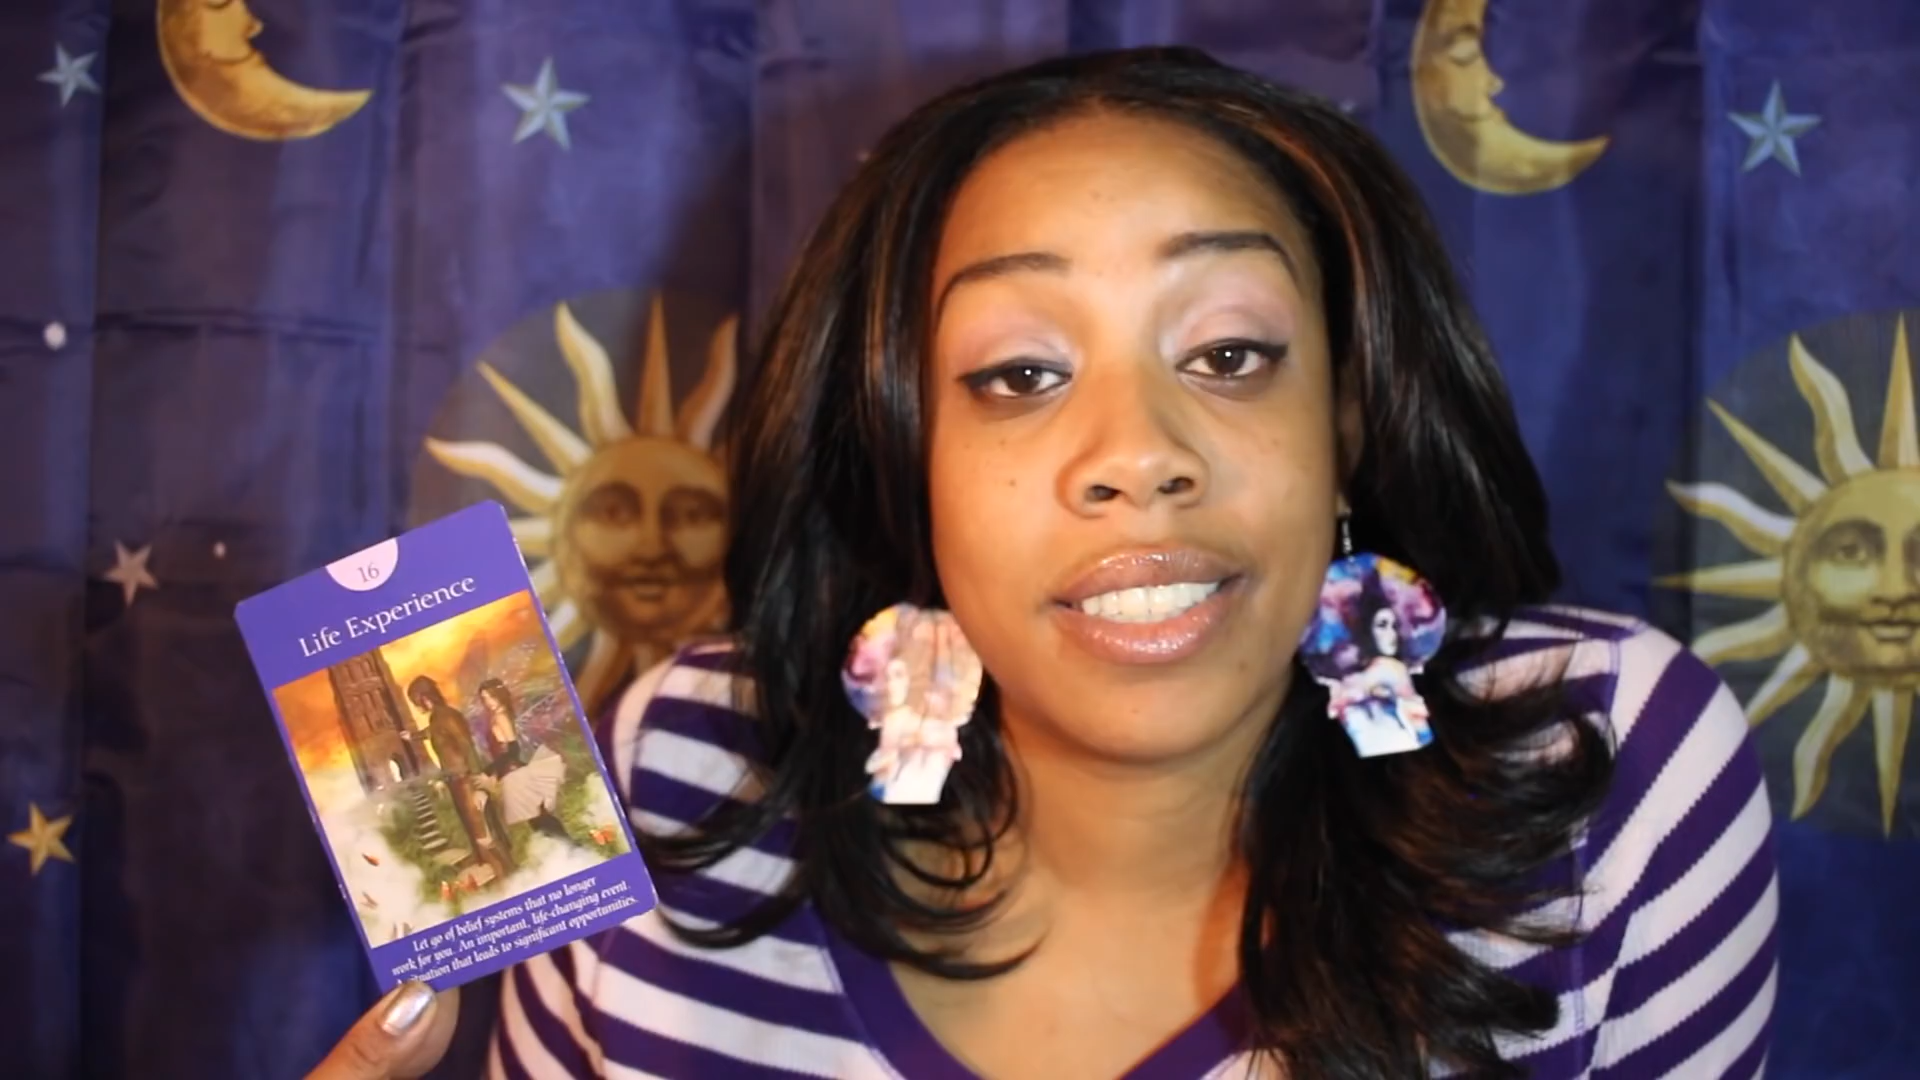 16
Life Experience
Let go of belief systems that no longer
work for you. An important, life-changing event.
situation that leads to significant opportunities.